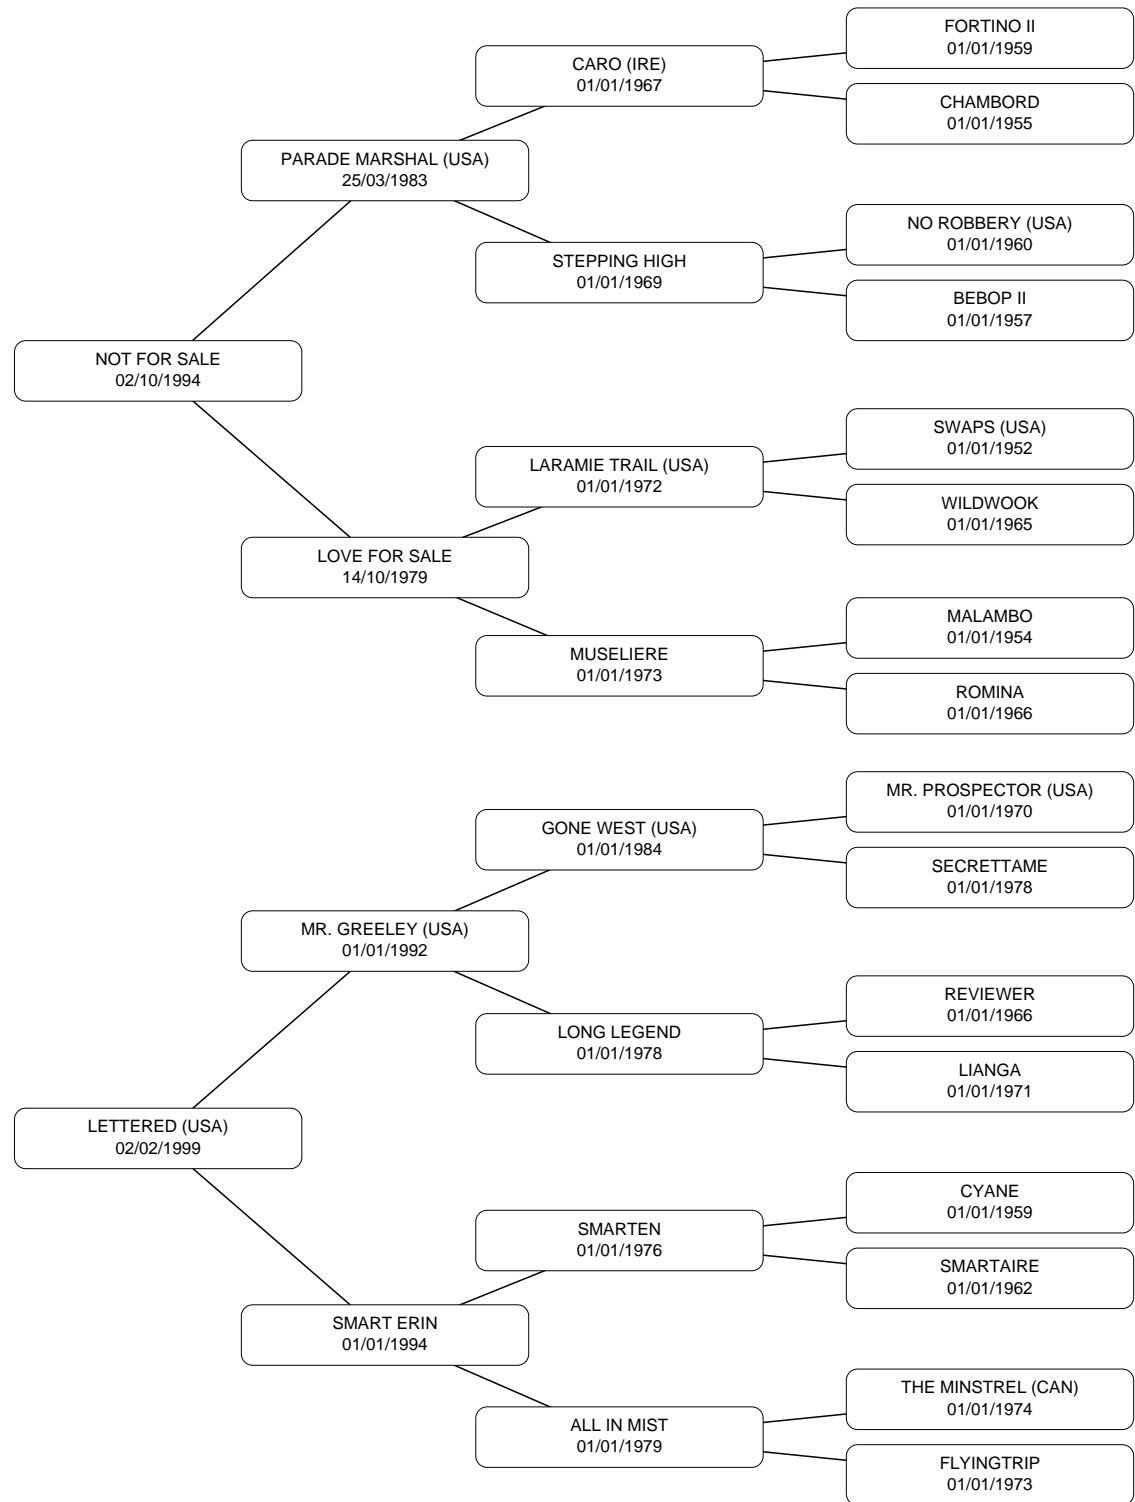 FORTINO II
01/01/1959
CARO (IRE)
01/01/1967
CHAMBORD
01/01/1955
PARADE MARSHAL (USA)
25/03/1983
NO ROBBERY (USA)
01/01/1960
STEPPING HIGH
01/01/1969
BEBOP II
01/01/1957
NOT FOR SALE
02/10/1994
SWAPS (USA)
01/01/1952
LARAMIE TRAIL (USA)
01/01/1972
WILDWOOK
01/01/1965
LOVE FOR SALE
14/10/1979
MALAMBO
01/01/1954
MUSELIERE
01/01/1973
ROMINA
01/01/1966
MR. PROSPECTOR (USA)
01/01/1970
GONE WEST (USA)
01/01/1984
SECRETTAME
01/01/1978
MR. GREELEY (USA)
01/01/1992
REVIEWER
01/01/1966
LONG LEGEND
01/01/1978
LIANGA
01/01/1971
LETTERED (USA)
02/02/1999
CYANE
01/01/1959
SMARTEN
01/01/1976
SMARTAIRE
01/01/1962
SMART ERIN
01/01/1994
THE MINSTREL (CAN)
01/01/1974
ALL IN MIST
01/01/1979
FLYINGTRIP
01/01/1973